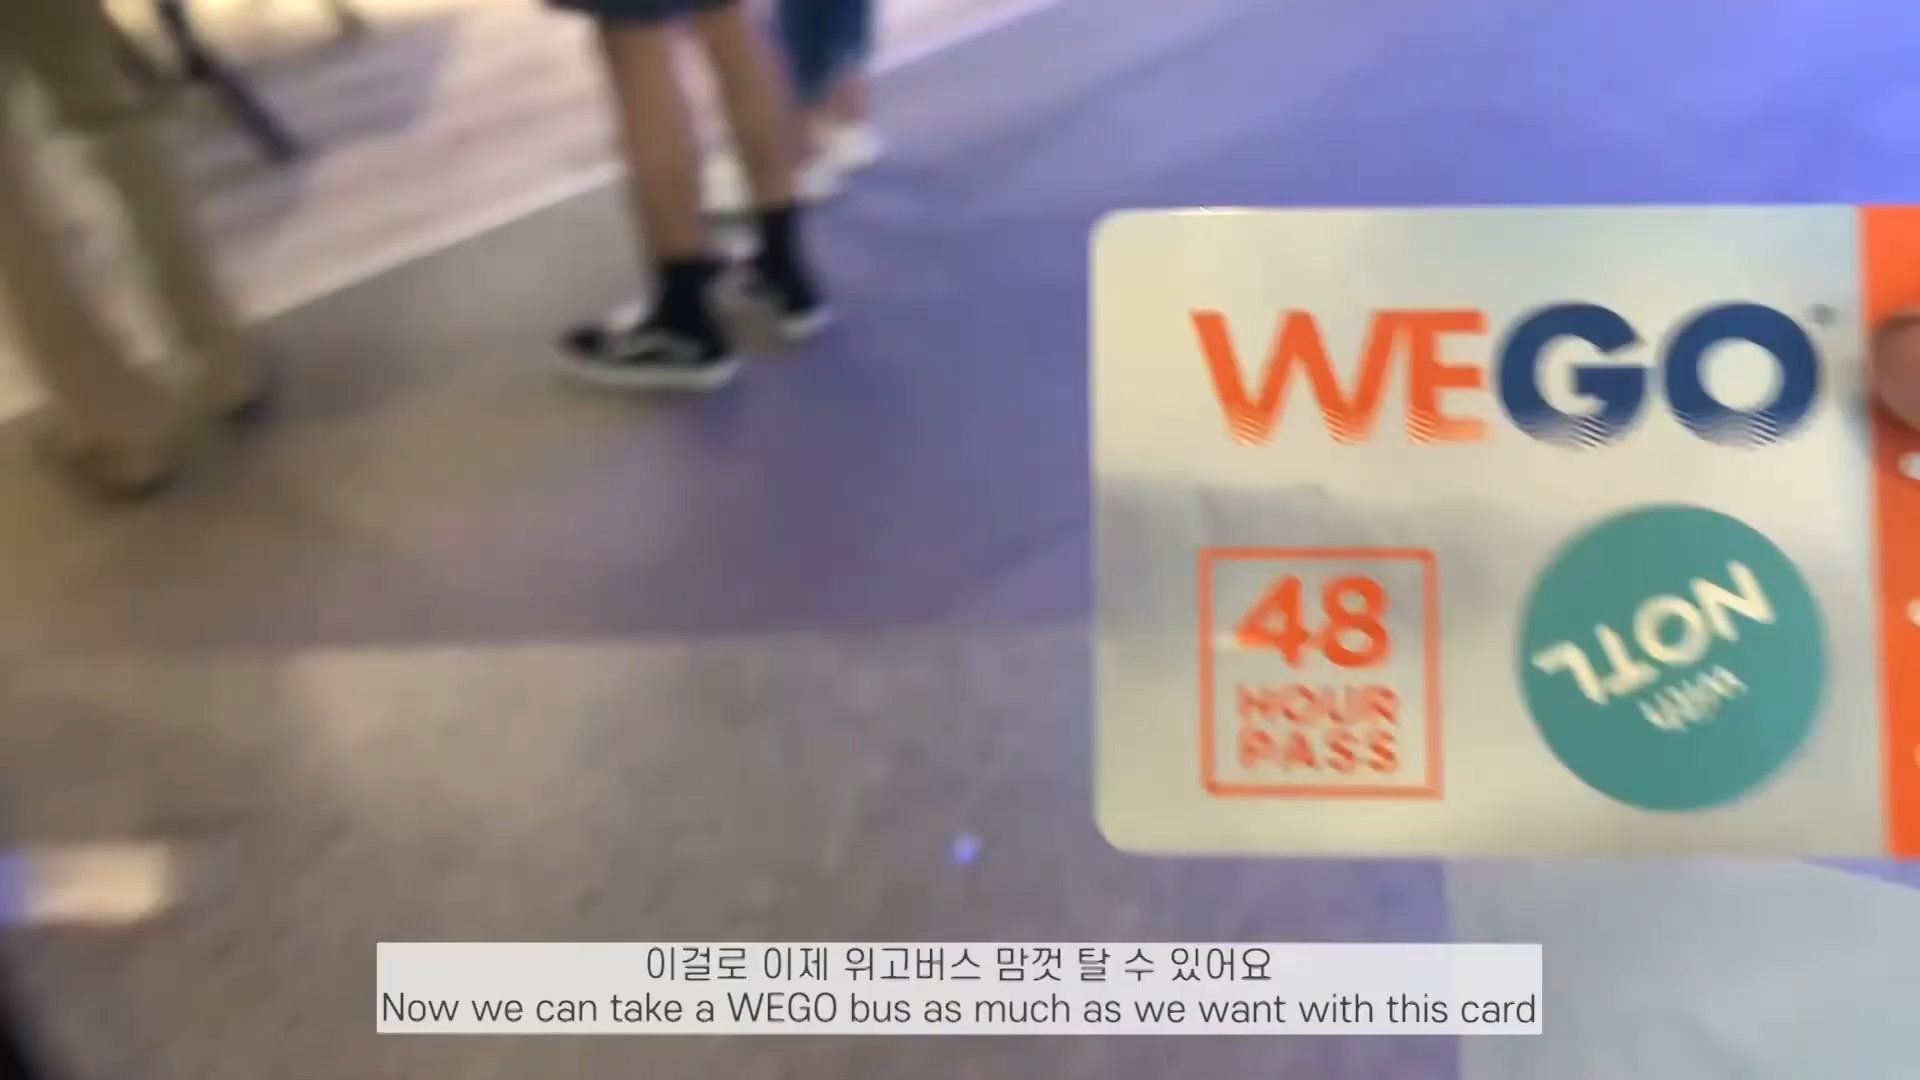 WEGO
48
HOUR
PASS
이걸로 이제 위고버스 맘껏 탈 수 있어요
Now we can take a WEGO bus as much as we want with this card